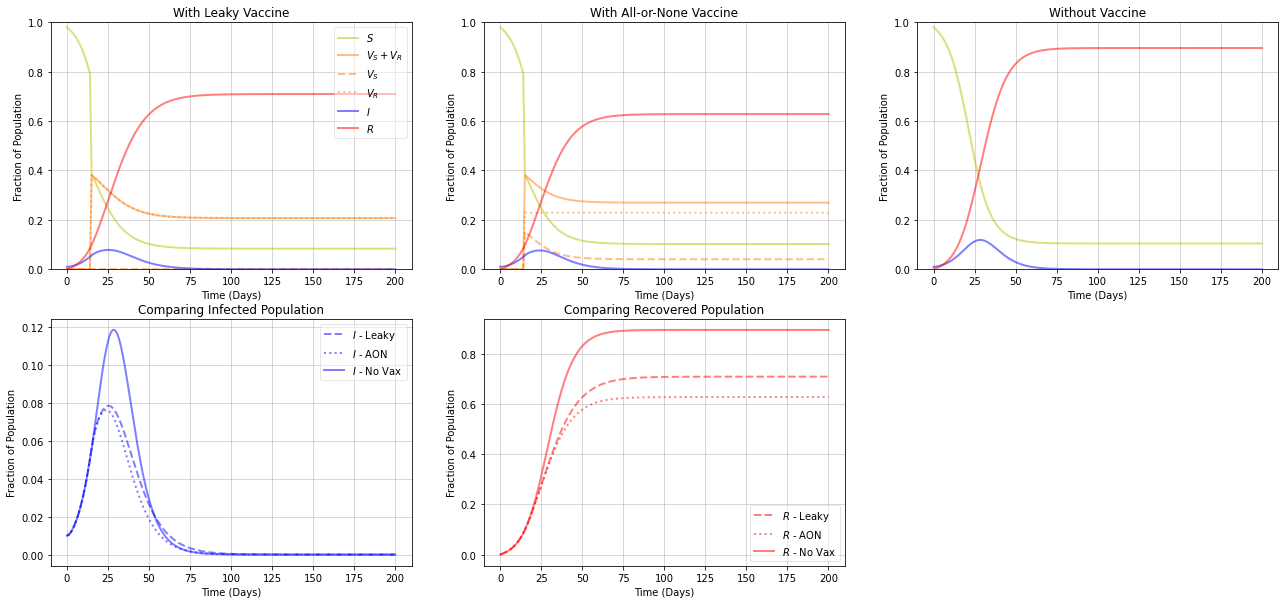 With Leaky Vaccine
Fraction of Population
1.0
0.8
0.6
0.4
0.2
0.0
S
V_S + V_R
V_S
V_R
I
R
0 25 50 75 100 125 150 175 200
Time (Days)
With All-or-None Vaccine
Fraction of Population
1.0
0.8
0.6
0.4
0.2
0.0
0 25 50 75 100 125 150 175 200
Time (Days)
Without Vaccine
Fraction of Population
1.0
0.8
0.6
0.4
0.2
0.0
0 25 50 75 100 125 150 175 200
Time (Days)
Comparing Infected Population
Fraction of Population
0.12
0.10
0.08
0.06
0.04
0.02
0.00
I - Leaky
I - AON
I - No Vax
0 25 50 75 100 125 150 175 200
Time (Days)
Comparing Recovered Population
Fraction of Population
0.8
0.6
0.4
0.2
0.0
R - Leaky
R - AON
R - No Vax
0 25 50 75 100 125 150 175 200
Time (Days)